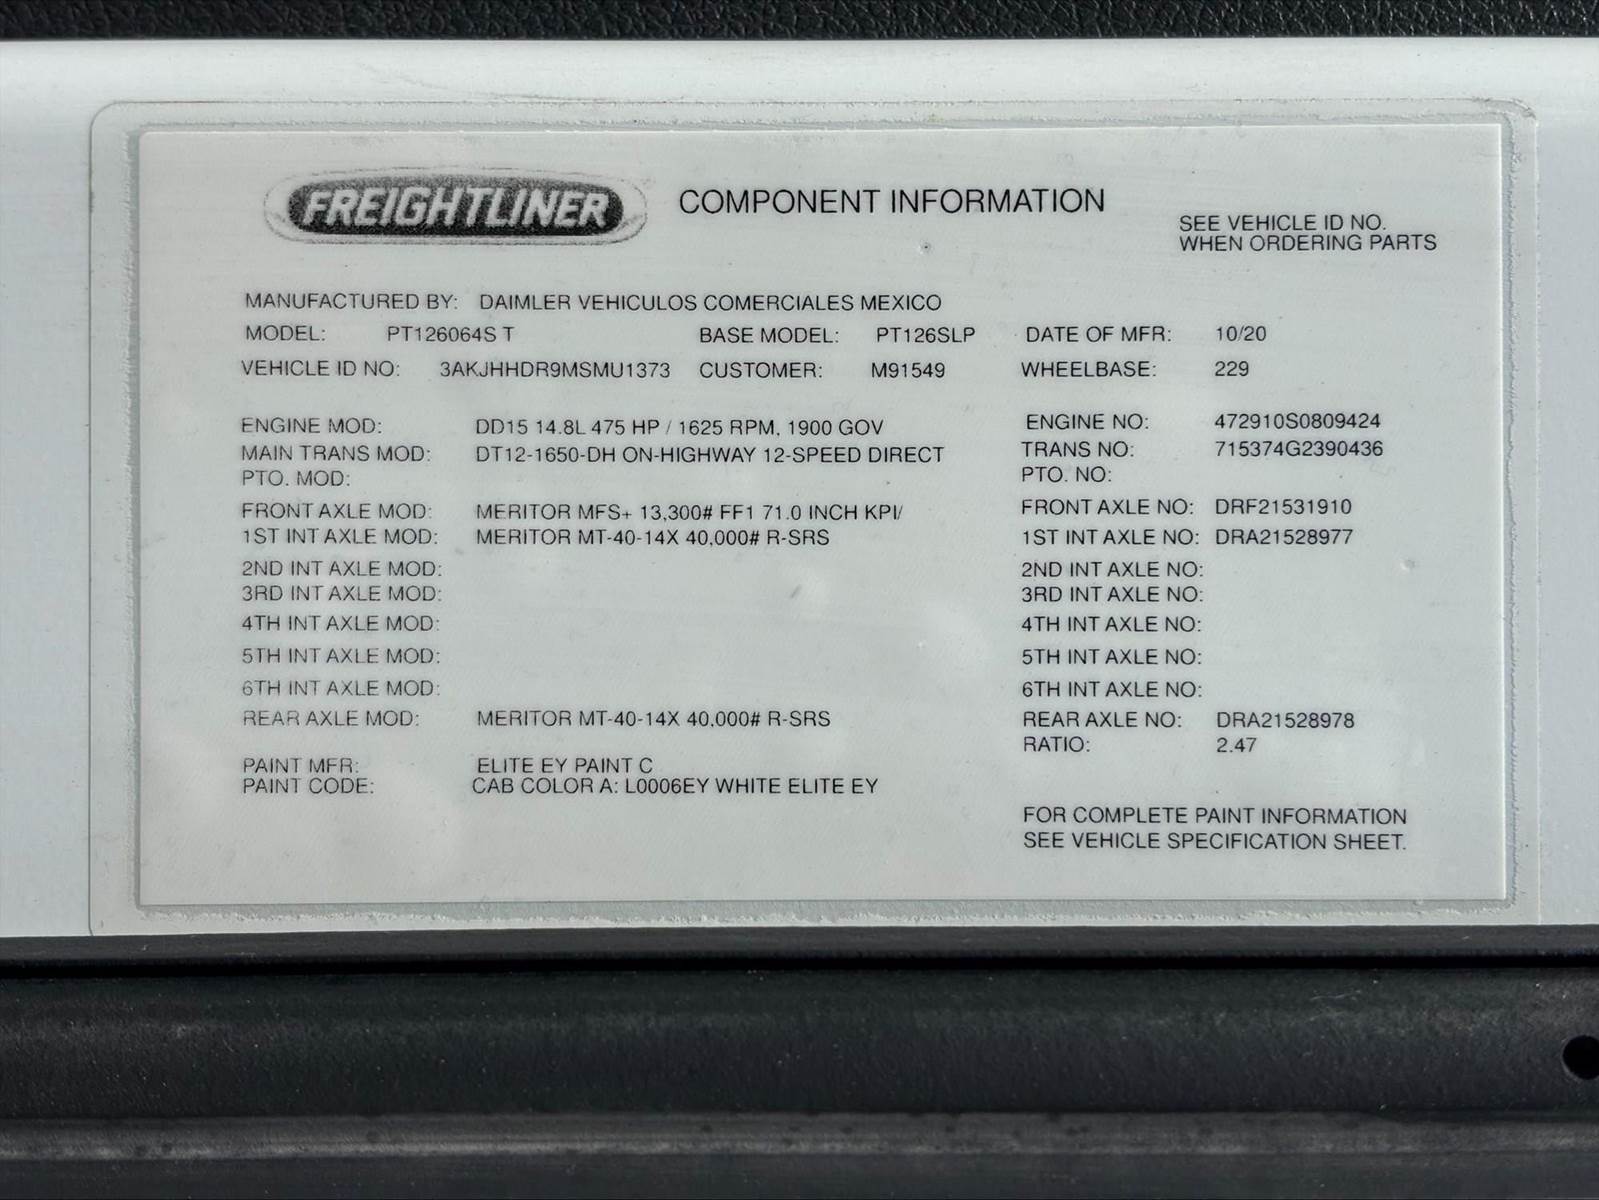 FREIGHTLINER COMPONENT INFORMATION
SEE VEHICLE ID NO.
WHEN ORDERING PARTS
MANUFACTURED BY: DAIMLER VEHICULOS COMERCIALES MEXICO
MODEL: PT126064S T BASE MODEL: PT126SLP DATE OF MFR: 10/20
VEHICLE ID NO: 3AKJHHDR9MSMU1373 CUSTOMER: M91549 WHEELBASE: 229
ENGINE MOD: DD15 14.8L 475 HP / 1625 RPM, 1900 GOV ENGINE NO: 472910S0809424
MAIN TRANS MOD: DT12-1650-DH ON-HIGHWAY 12-SPEED DIRECT TRANS NO: 715374G2390436
PTO. MOD: PTO. NO:
FRONT AXLE MOD: MERITOR MFS+ 13,300# FF1 71.0 INCH KPI/ FRONT AXLE NO: DRF21531910
1ST INT AXLE MOD: MERITOR MT-40-14X 40,000# R-SRS 1ST INT AXLE NO: DRA21528977
2ND INT AXLE MOD: 2ND INT AXLE NO:
3RD INT AXLE MOD: 3RD INT AXLE NO:
4TH INT AXLE MOD: 4TH INT AXLE NO:
5TH INT AXLE MOD: 5TH INT AXLE NO:
6TH INT AXLE MOD: 6TH INT AXLE NO:
REAR AXLE MOD: MERITOR MT-40-14X 40,000# R-SRS REAR AXLE NO: DRA21528978
RATIO: 2.47
PAINT MFR: ELITE EY PAINT C
PAINT CODE: CAB COLOR A: L0006EY WHITE ELITE EY
FOR COMPLETE PAINT INFORMATION
SEE VEHICLE SPECIFICATION SHEET.